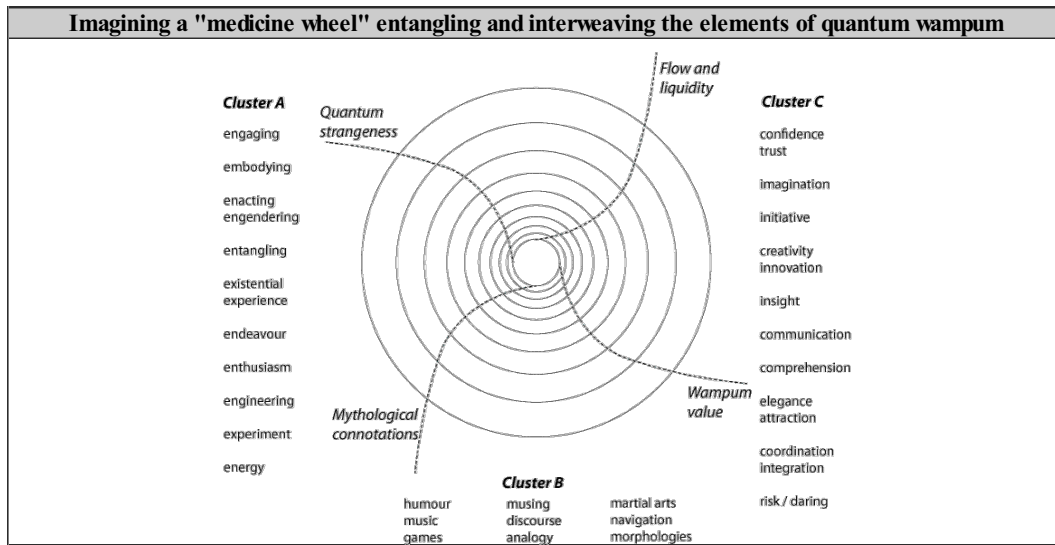 Imagining a "medicine wheel" entangling and interweaving the elements of quantum wampum
Flow and
liquidity
Quantum
strangeness
Mythological
connotations
Wampum
value
Cluster A
engaging
embodying
enacting
engendering
entangling
existential
experience
endeavour
enthusiasm
engineering
experiment
energy
Cluster B
humour
music
games
musing
discourse
analogy
martial arts
navigation
morphologies
Cluster C
confidence
trust
imagination
initiative
creativity
innovation
insight
communication
comprehension
elegance
attraction
coordination
integration
risk / daring